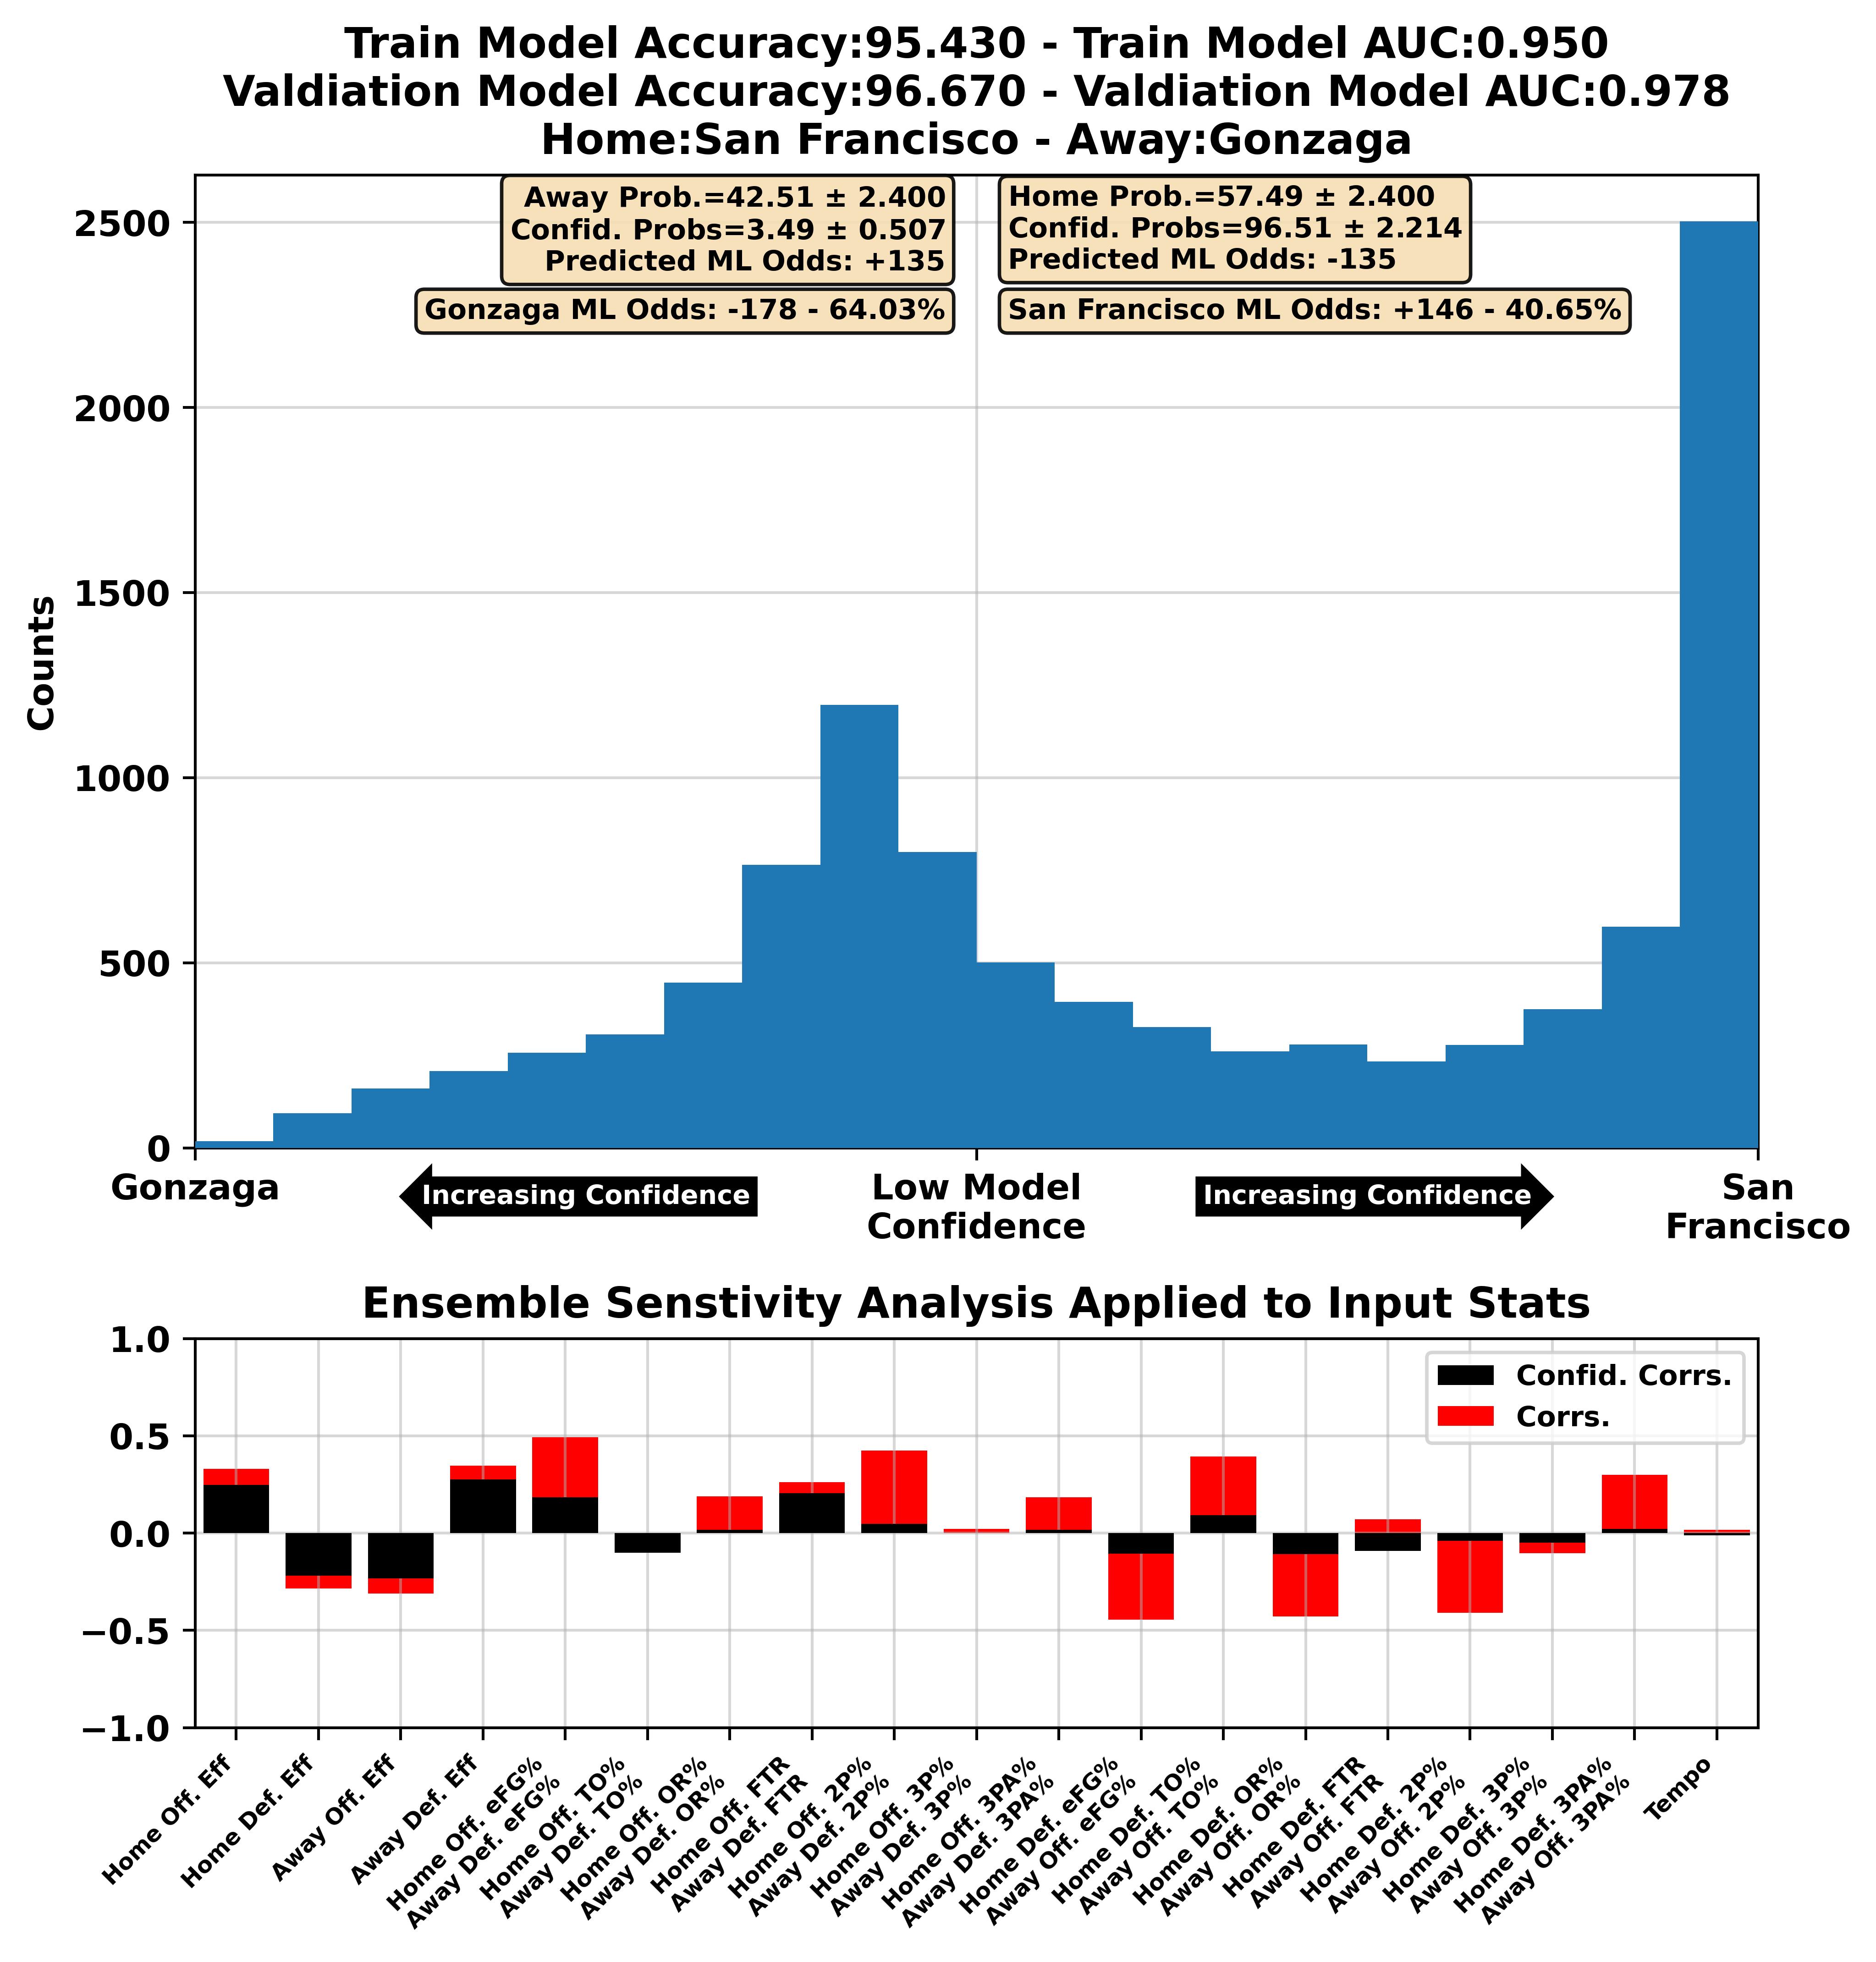 Train Model Accuracy:95.430 - Train Model AUC:0.950
Valdiation Model Accuracy:96.670 - Valdiation Model AUC:0.978
Home:San Francisco - Away:Gonzaga
Away Prob.=42.51 ± 2.400
Confid. Probs=3.49 ± 0.507
Predicted ML Odds: +135
Gonzaga ML Odds: -178 - 64.03%
Home Prob.=57.49 ± 2.400
Confid. Probs=96.51 ± 2.214
Predicted ML Odds: -135
San Francisco ML Odds: +146 - 40.65%
Counts
2500
2000
1500
1000
500
0
Gonzaga
Increasing Confidence
Low Model
Confidence
Increasing Confidence
San
Francisco
Ensemble Senstivity Analysis Applied to Input Stats
1.0
0.5
0.0
−0.5
−1.0
Confid. Corrs.
Corrs.
Home Off. Eff
Home Def. Eff
Away Off. Eff
Away Def. Eff
Home Off. eFG%
Away Def. eFG%
Home Off. TO%
Away Def. TO%
Home Off. OR%
Away Def. OR%
Home Off. FTR
Away Def. FTR
Home Off. 2P%
Away Def. 2P%
Home Off. 3P%
Away Def. 3P%
Home Off. 3PA%
Away Def. 3PA%
Home Def. eFG%
Away Off. eFG%
Home Def. TO%
Away Off. TO%
Home Def. OR%
Away Off. OR%
Home Def. FTR
Away Off. FTR
Home Def. 2P%
Away Off. 2P%
Home Def. 3P%
Away Off. 3P%
Home Def. 3PA%
Away Off. 3PA%
Tempo